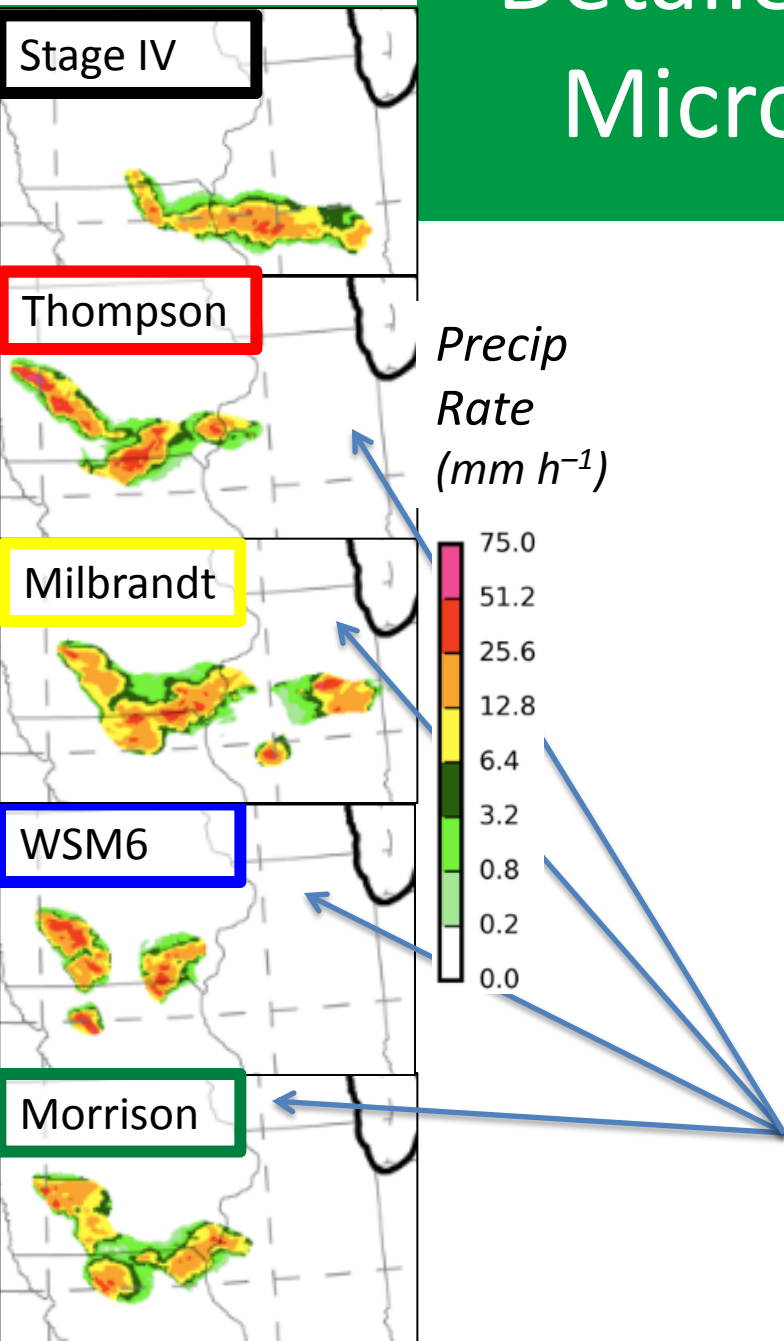 Stage IV
Micro
Thompson
Precip
Rate
(mm h⁻¹)
75.0
Milbrandt
51.2
25.6
12.8
6.4
3.2
WSM6
0.8
0.2
0.0
Morrison